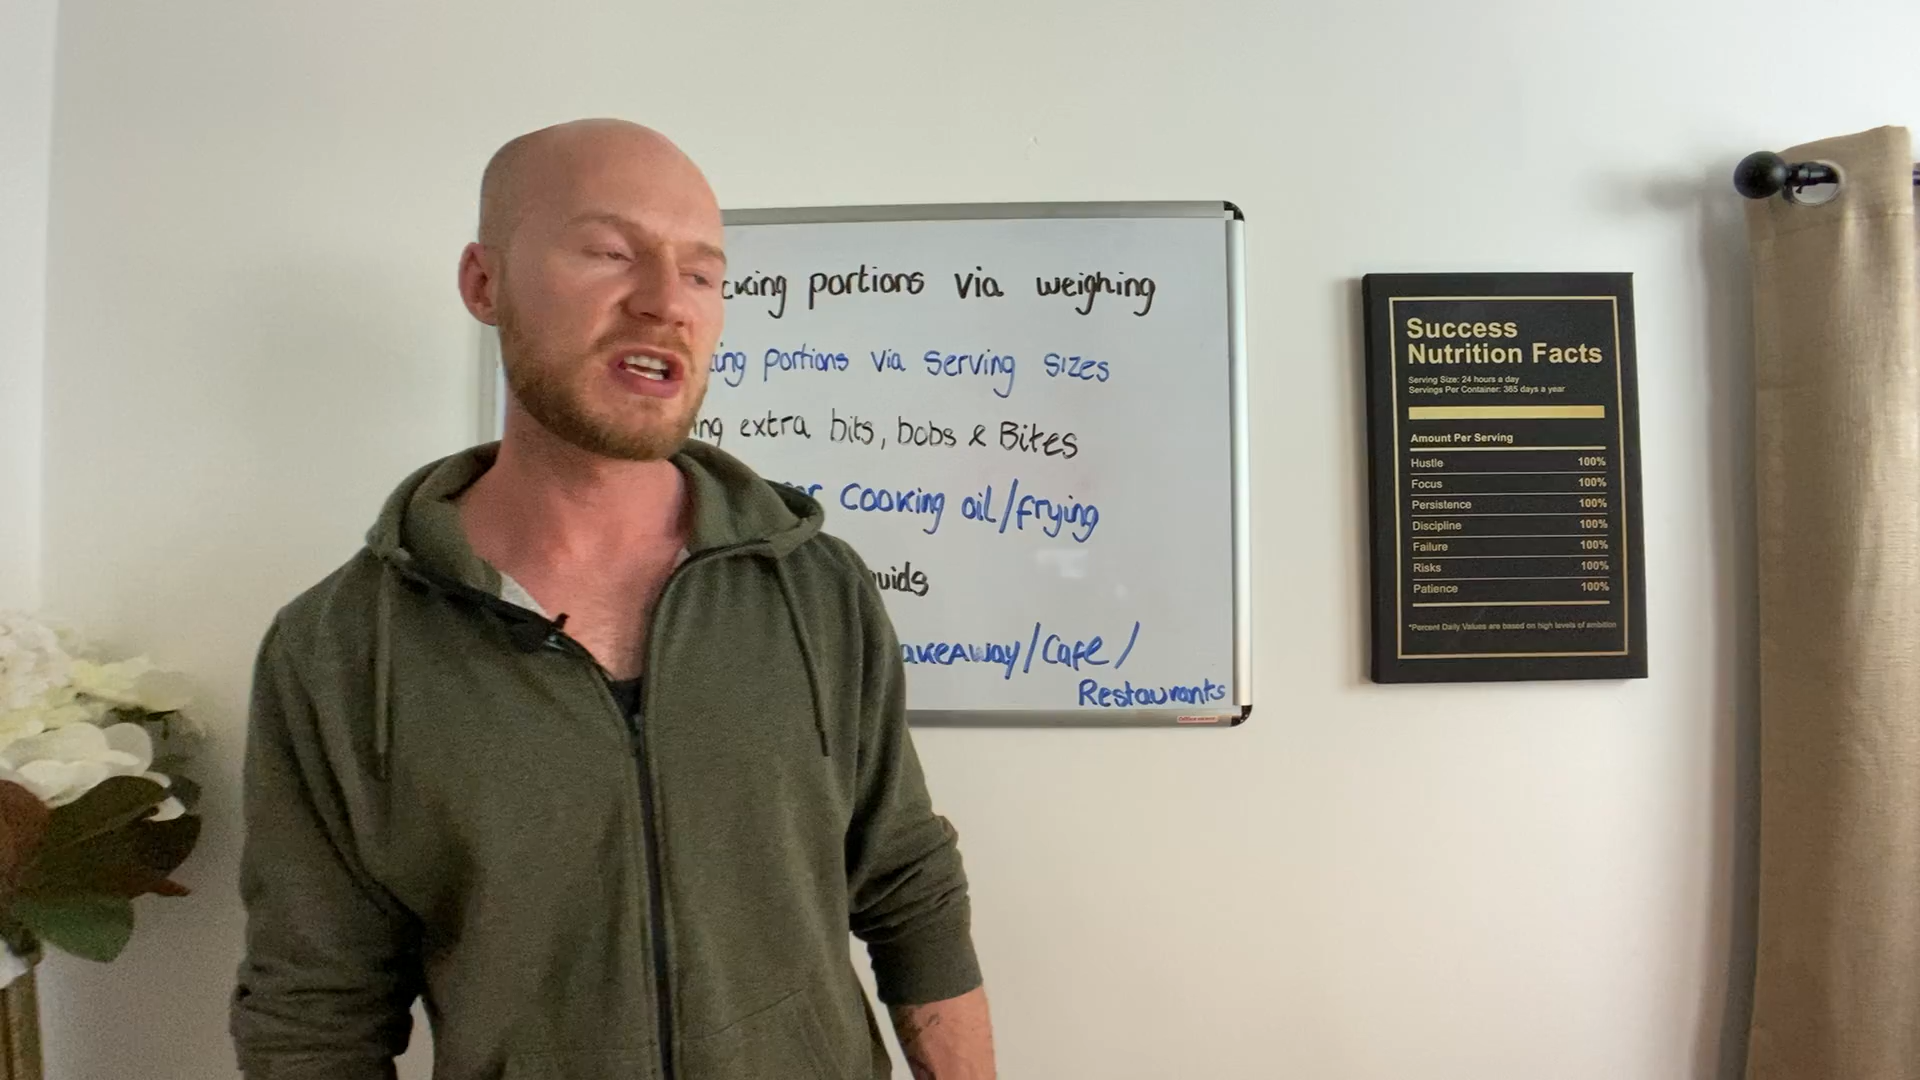 portions via weighing
portions via serving sizes
extra bits, bobs & Bites
cooking oil/frying
/Cafe/
Restaurants
Success
Nutrition Facts
Serving Size: 24 hours a day
Servings Per Container: 365 days a year
Amount Per Serving
Hustle 100%
Focus 100%
Persistence 100%
Discipline 100%
Failure 100%
Risks 100%
Patience 100%
*Percent Daily Values are based on high levels of ambition